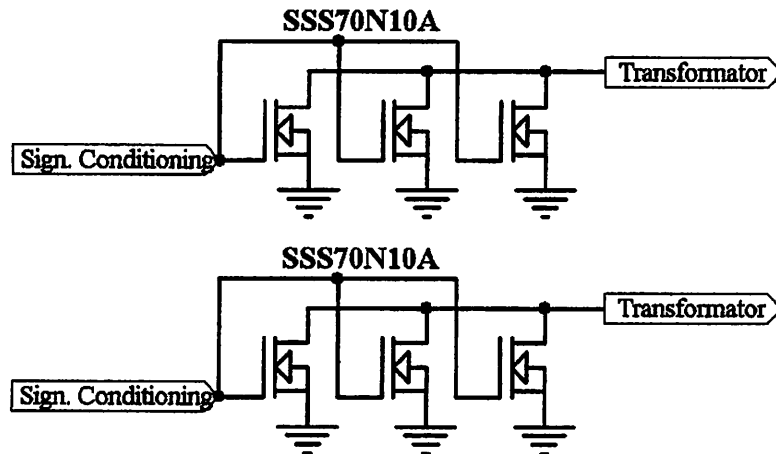 SSS70N10A
Transformator
Sign. Conditioning
SSS70N10A
Transformator
Sign. Conditioning